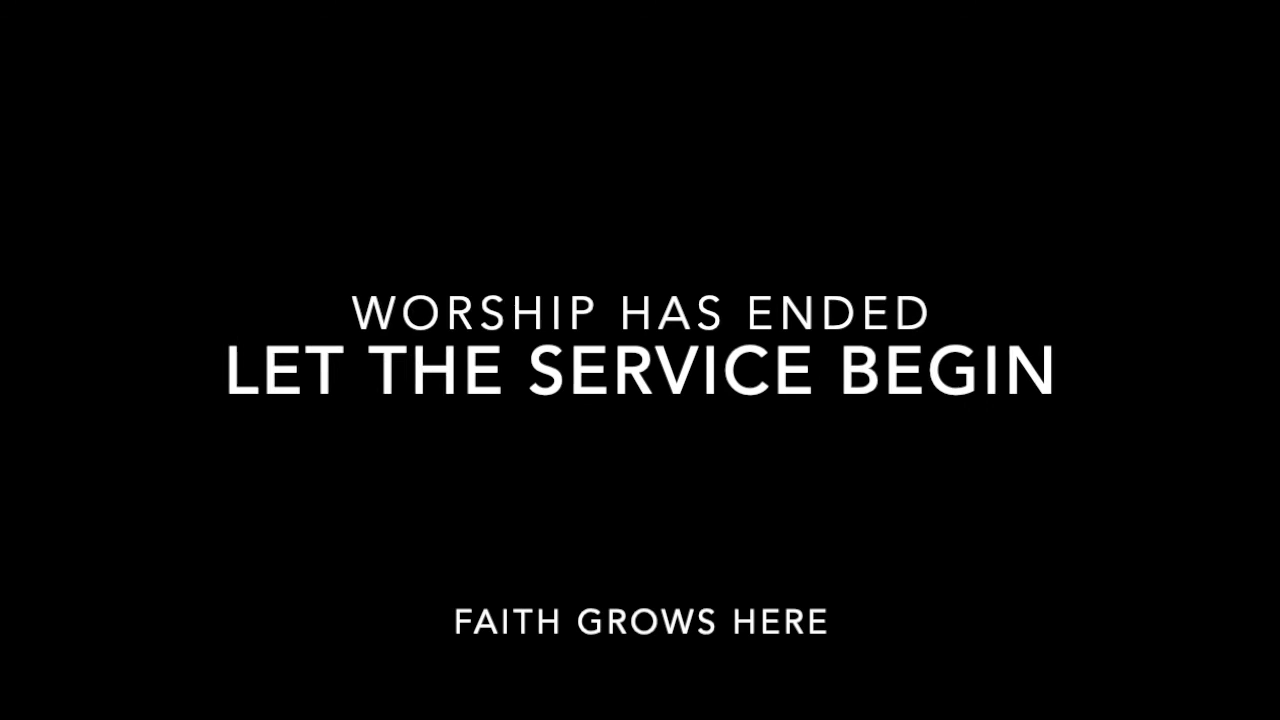 WORSHIP HAS ENDED
LET THE SERVICE BEGIN
FAITH GROWS HERE